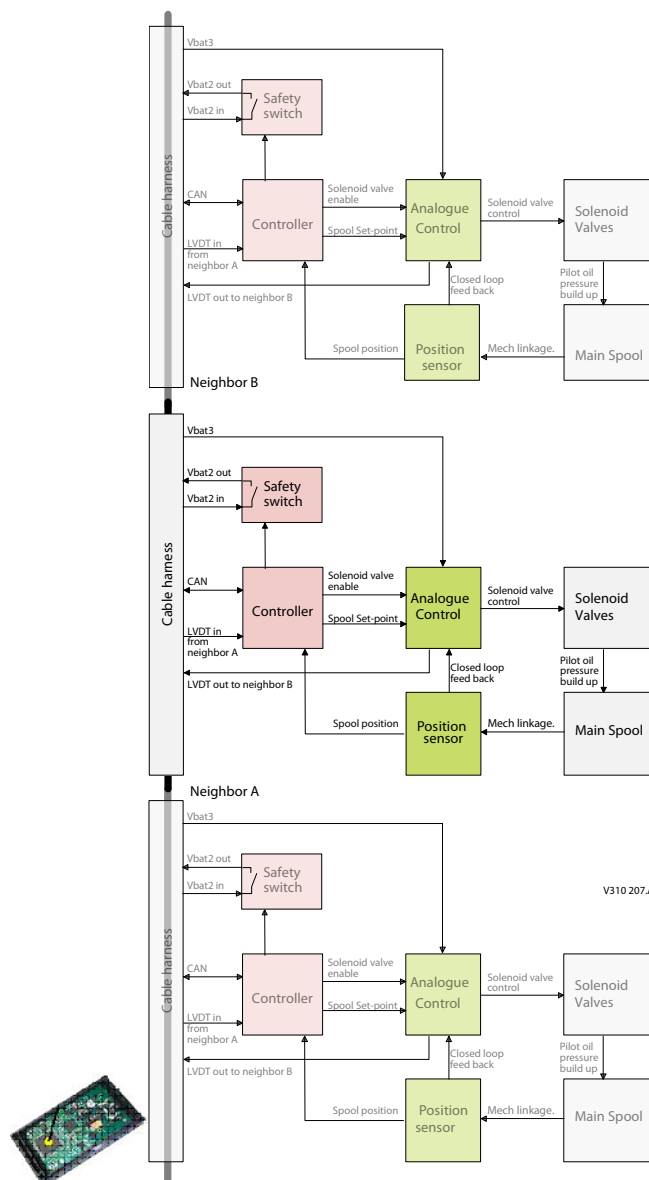 Vbat3
Vbat2 out
Safety
switch
Vbat2 in
Cable harness
CAN
Controller
Solenoid valve
enable
Spool Set-point
Analogue
Control
Solenoid valve
control
Solenoid
Valves
LVDT in
from
neighbor A
LVDT out to neighbor B
Closed loop
feed back
Pilot oil
pressure
build up
Spool position
Position
sensor
Mech linkage.
Main Spool
Neighbor B
Vbat3
Vbat2 out
Safety
switch
Vbat2 in
Cable harness
CAN
Controller
Solenoid valve
enable
Spool Set-point
Analogue
Control
Solenoid valve
control
Solenoid
Valves
LVDT in
from
neighbor A
LVDT out to neighbor B
Closed loop
feed back
Pilot oil
pressure
build up
Spool position
Position
sensor
Mech linkage.
Main Spool
Neighbor A
Vbat3
Vbat2 out
Safety
switch
Vbat2 in
V310 207.
Cable harness
CAN
Controller
Solenoid valve
enable
Spool Set-point
Analogue
Control
Solenoid valve
control
Solenoid
Valves
LVDT in
from
neighbor A
LVDT out to neighbor B
Closed loop
feed back
Pilot oil
pressure
build up
Spool position
Position
sensor
Mech linkage.
Main Spool